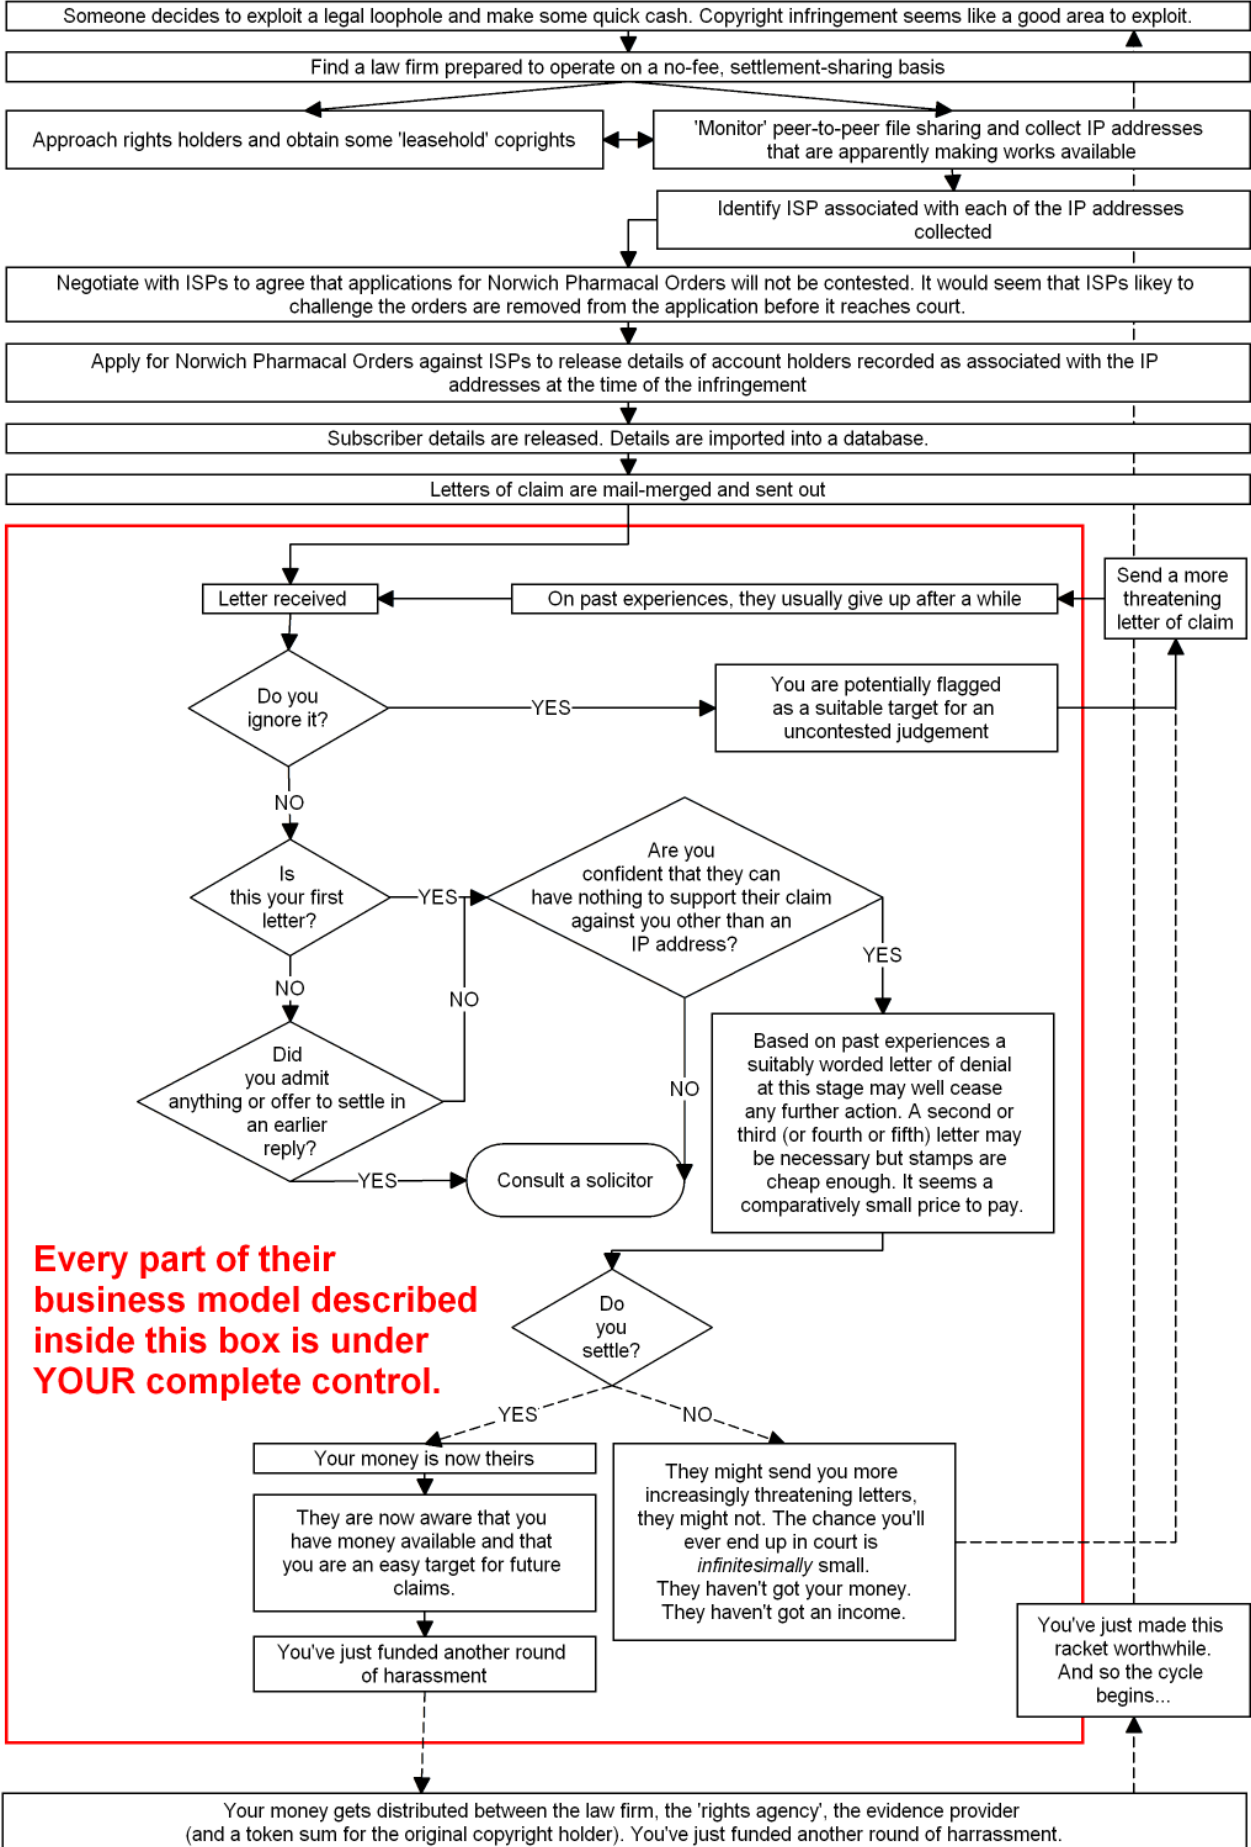 Someone decides to exploit a legal loophole and make some quick cash. Copyright infringement seems like a good area to exploit.
Find a law firm prepared to operate on a no-fee, settlement-sharing basis
Approach rights holders and obtain some 'leasehold' coprights
'Monitor' peer-to-peer file sharing and collect IP addresses
that are apparently making works available
Identify ISP associated with each of the IP addresses
collected
Negotiate with ISPs to agree that applications for Norwich Pharmacal Orders will not be contested. It would seem that ISPs likely to
challenge the orders are removed from the application before it reaches court.
Apply for Norwich Pharmacal Orders against ISPs to release details of account holders recorded as associated with the IP
addresses at the time of the infringement
Subscriber details are released. Details are imported into a database.
Letters of claim are mail-merged and sent out
Letter received
On past experiences, they usually give up after a while
Send a more
threatening
letter of claim
Do you
ignore it?
YES
You are potentially flagged
as a suitable target for an
uncontested judgement
NO
Is
this your first
letter?
YES
Are you
confident that they can
have nothing to support their claim
against you other than an
IP address?
YES
NO
NO
Did
you admit
anything or offer to settle in
an earlier
reply?
YES
Consult a solicitor
NO
Based on past experiences a
suitably worded letter of denial
at this stage may well cease
any further action. A second or
third (or fourth or fifth) letter may
be necessary but stamps are
cheap enough. It seems a
comparatively small price to pay.
Every part of their
business model described
inside this box is under
YOUR complete control.
Do
you
settle?
YES
NO
Your money is now theirs
They are now aware that you
have money available and that
you are an easy target for future
claims.
You've just funded another round
of harassment
They might send you more
increasingly threatening letters,
they might not. The chance you'll
ever end up in court is
infinitesimally small.
They haven't got your money.
They haven't got an income.
You've just made this
racket worthwhile.
And so the cycle
begins...
Your money gets distributed between the law firm, the 'rights agency', the evidence provider
(and a token sum for the original copyright holder). You've just funded another round of harrassment.